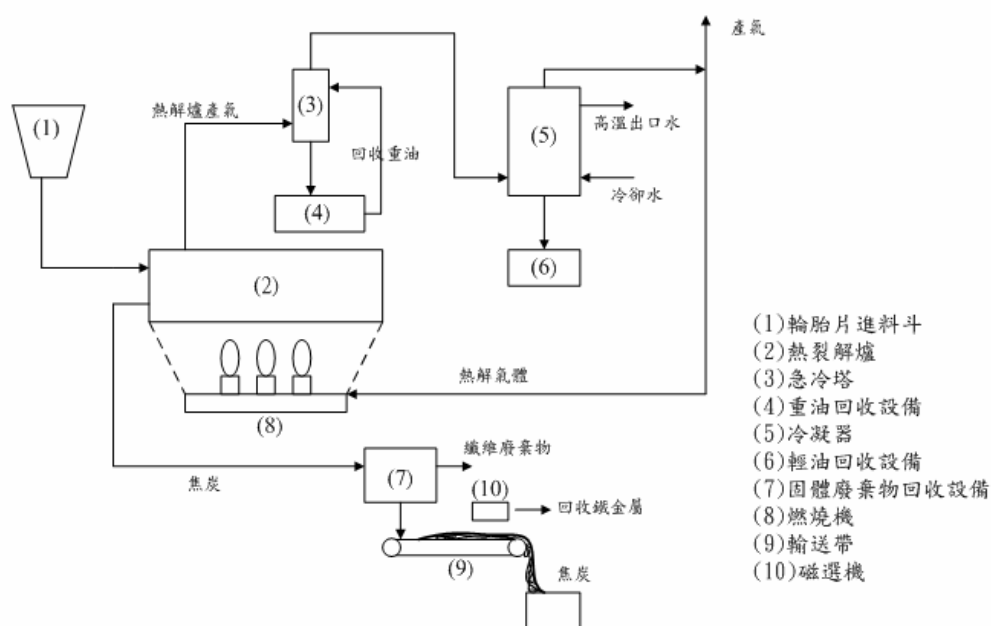 產氣
(1)
(3)
熱解爐產氣
(5)
高溫出口水
回收重油
冷卻水
(4)
(6)
(2)
熱解氣體
(8)
焦炭
(7)
纖維廢棄物
(10)
回收鐵金屬
(9)
焦炭
(1)輪胎片進料斗
(2)熱裂解爐
(3)急冷塔
(4)重油回收設備
(5)冷凝器
(6)輕油回收設備
(7)固體廢棄物回收設備
(8)燃燒機
(9)輸送帶
(10)磁選機